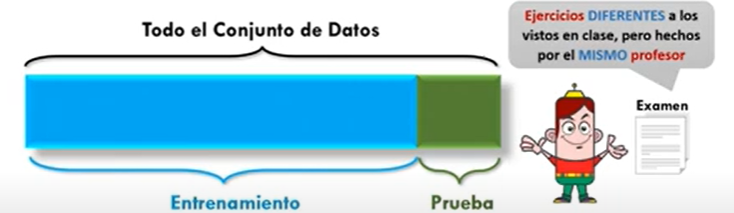 Todo el Conjunto de Datos
Ejercicios DIFERENTES a los
vistos en clase, pero hechos
por el MISMO profesor
Examen
Entrenamiento
Prueba